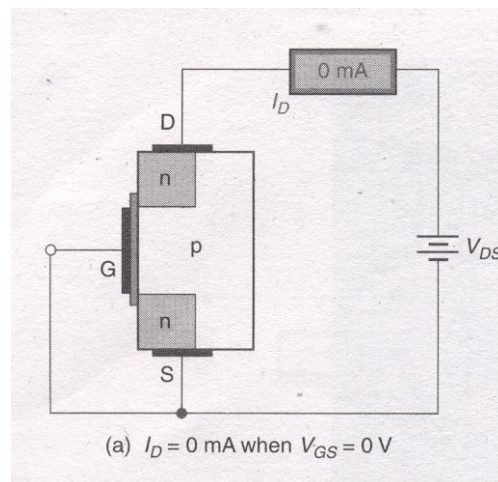 0 mA
I_D
D
n
p
V_DS
G
n
S
(a) I_D = 0 mA when V_GS = 0 V